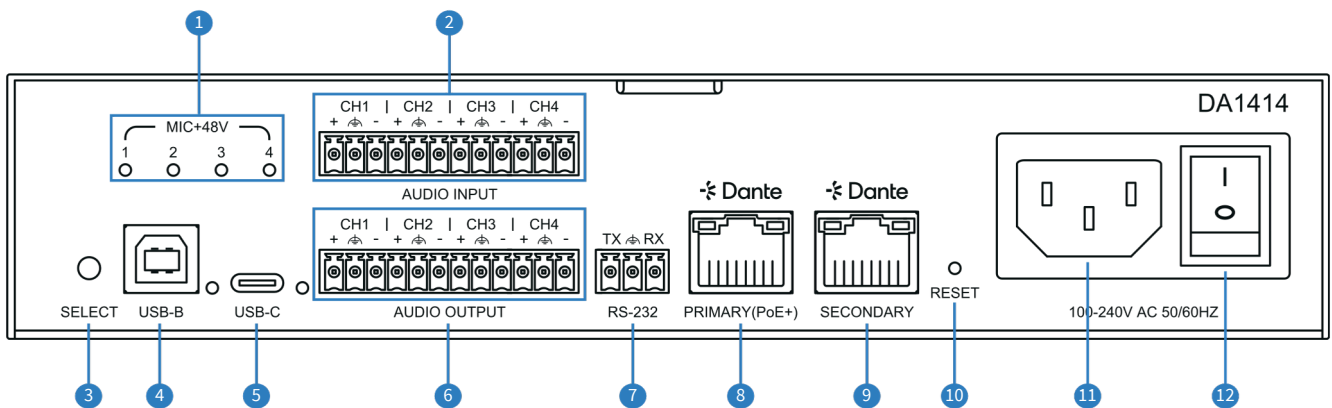 1 2
DA1414
MIC+48V
1 2 3 4
CH1 | CH2 | CH3 | CH4
+ - + - + - + -
AUDIO INPUT
Dante Dante
CH1 | CH2 | CH3 | CH4
+ - + - + - + -
TX RX
SELECT USB-B USB-C AUDIO OUTPUT RS-232 PRIMARY(PoE+) SECONDARY RESET 100-240V AC 50/60HZ
3 4 5 6 7 8 9 10 11 12